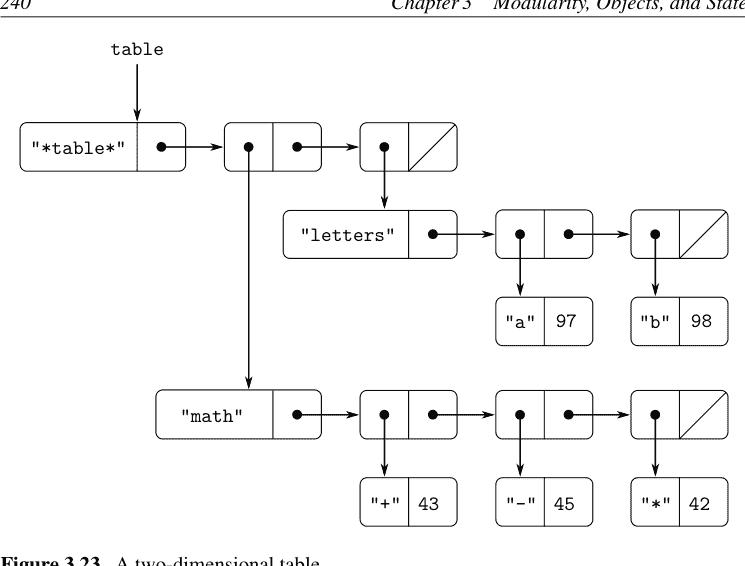 240 Chapter 3 Modularity, Objects, and State
table
"*table*"
"letters"
"a" 97 "b" 98
"math"
"+" 43 "-" 45 "*" 42
Figure 3.23 A two-dimensional table